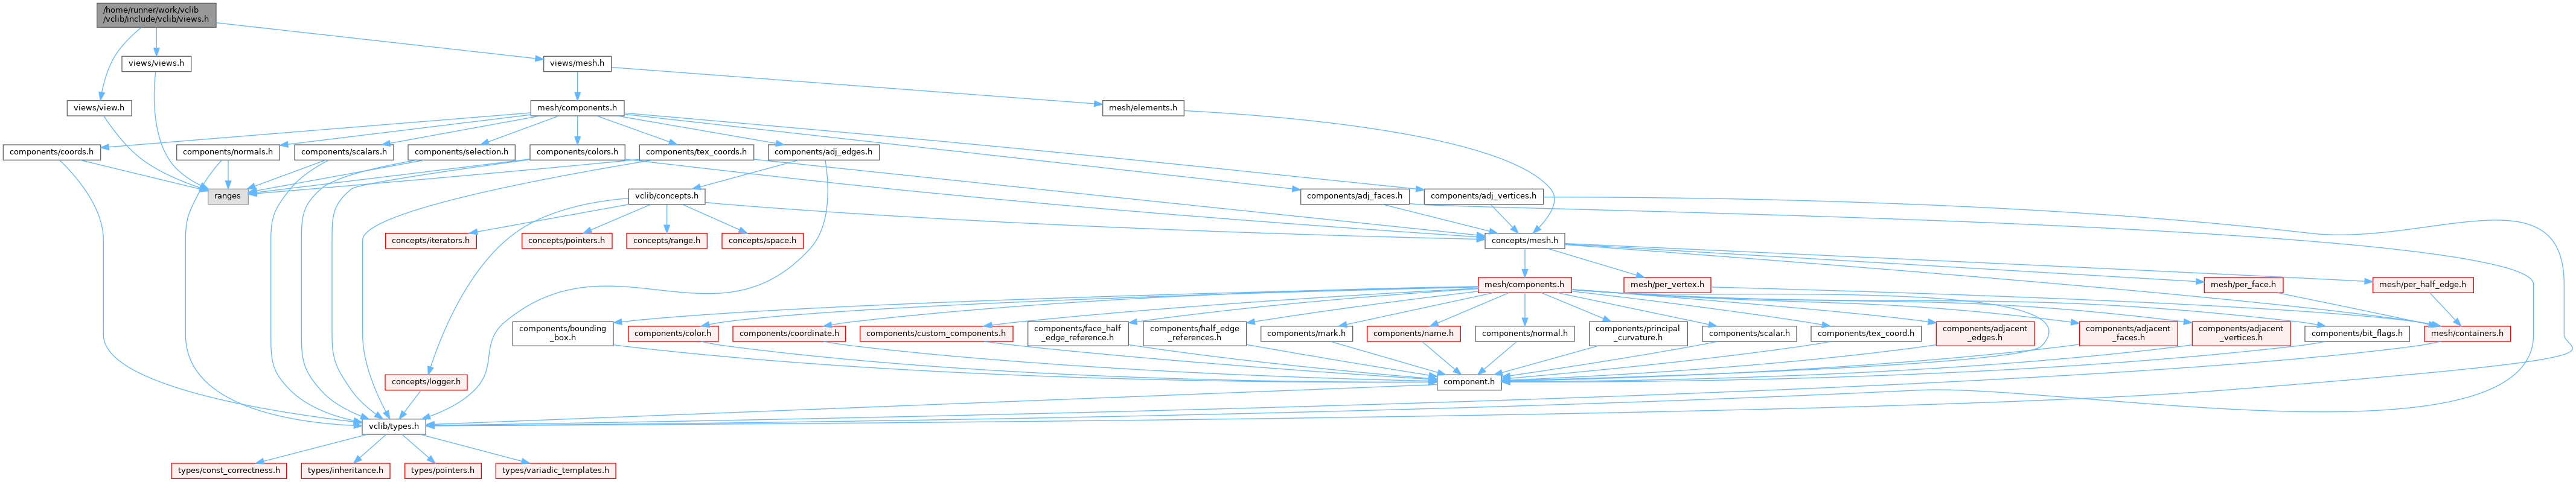 /home/runner/work/vclib
/vclib/include/vclib/views.h
views/views.h
views/mesh.h
views/view.h
mesh/components.h
mesh/elements.h
components/coords.h
components/normals.h
components/scalars.h
components/selection.h
components/colors.h
components/tex_coords.h
components/adj_edges.h
ranges
vclib/concepts.h
components/adj_faces.h
components/adj_vertices.h
concepts/iterators.h
concepts/pointers.h
concepts/range.h
concepts/space.h
concepts/mesh.h
mesh/components.h
mesh/per_vertex.h
mesh/per_face.h
mesh/per_half_edge.h
components/bounding
_box.h
components/color.h
components/coordinate.h
components/custom_components.h
components/face_half
_edge_reference.h
components/half_edge
_references.h
components/mark.h
components/name.h
components/normal.h
components/principal
_curvature.h
components/scalar.h
components/tex_coord.h
components/adjacent
_edges.h
components/adjacent
_faces.h
components/adjacent
_vertices.h
components/bit_flags.h
mesh/containers.h
concepts/logger.h
component.h
vclib/types.h
types/const_correctness.h
types/inheritance.h
types/pointers.h
types/variadic_templates.h